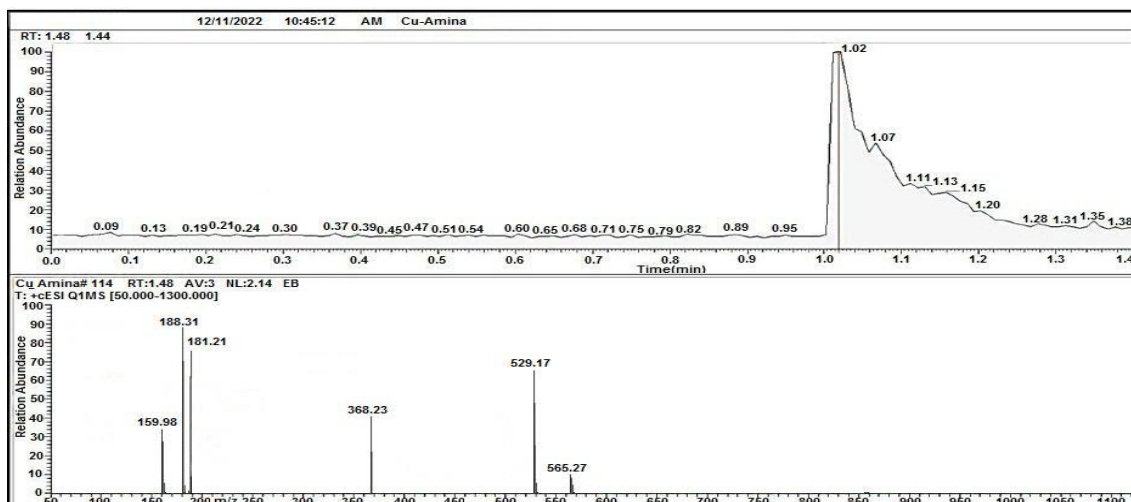 12/11/2022 10:45:12 AM Cu-Amina
RT: 1.48 1.44
100
90
80
70
60
50
40
30
20
10
0
Relation Abundance
1.02
1.07
1.11 1.13 1.15
1.20
1.28 1.31 1.35 1.38
0.09 0.13 0.19 0.21 0.24 0.30 0.37 0.39 0.45 0.47 0.51 0.54 0.60 0.65 0.68 0.71 0.75 0.79 0.82 0.89 0.95
0.0 0.1 0.2 0.3 0.4 0.5 0.6 0.7 0.8 0.9 1.0 1.1 1.2 1.3 1.4
Time(min)
Cu Amina# 114 RT:1.48 AV:3 NL:2.14 EB
T: +cESI Q1MS [50.000-1300.000]
100
90
80
70
60
50
40
30
20
10
0
Relation Abundance
188.31
181.21
159.98
368.23
529.17
565.27
50 100 150 200 m/z 250 300 350 400 450 500 550 600 650 700 750 800 850 900 950 1000 1050 1100